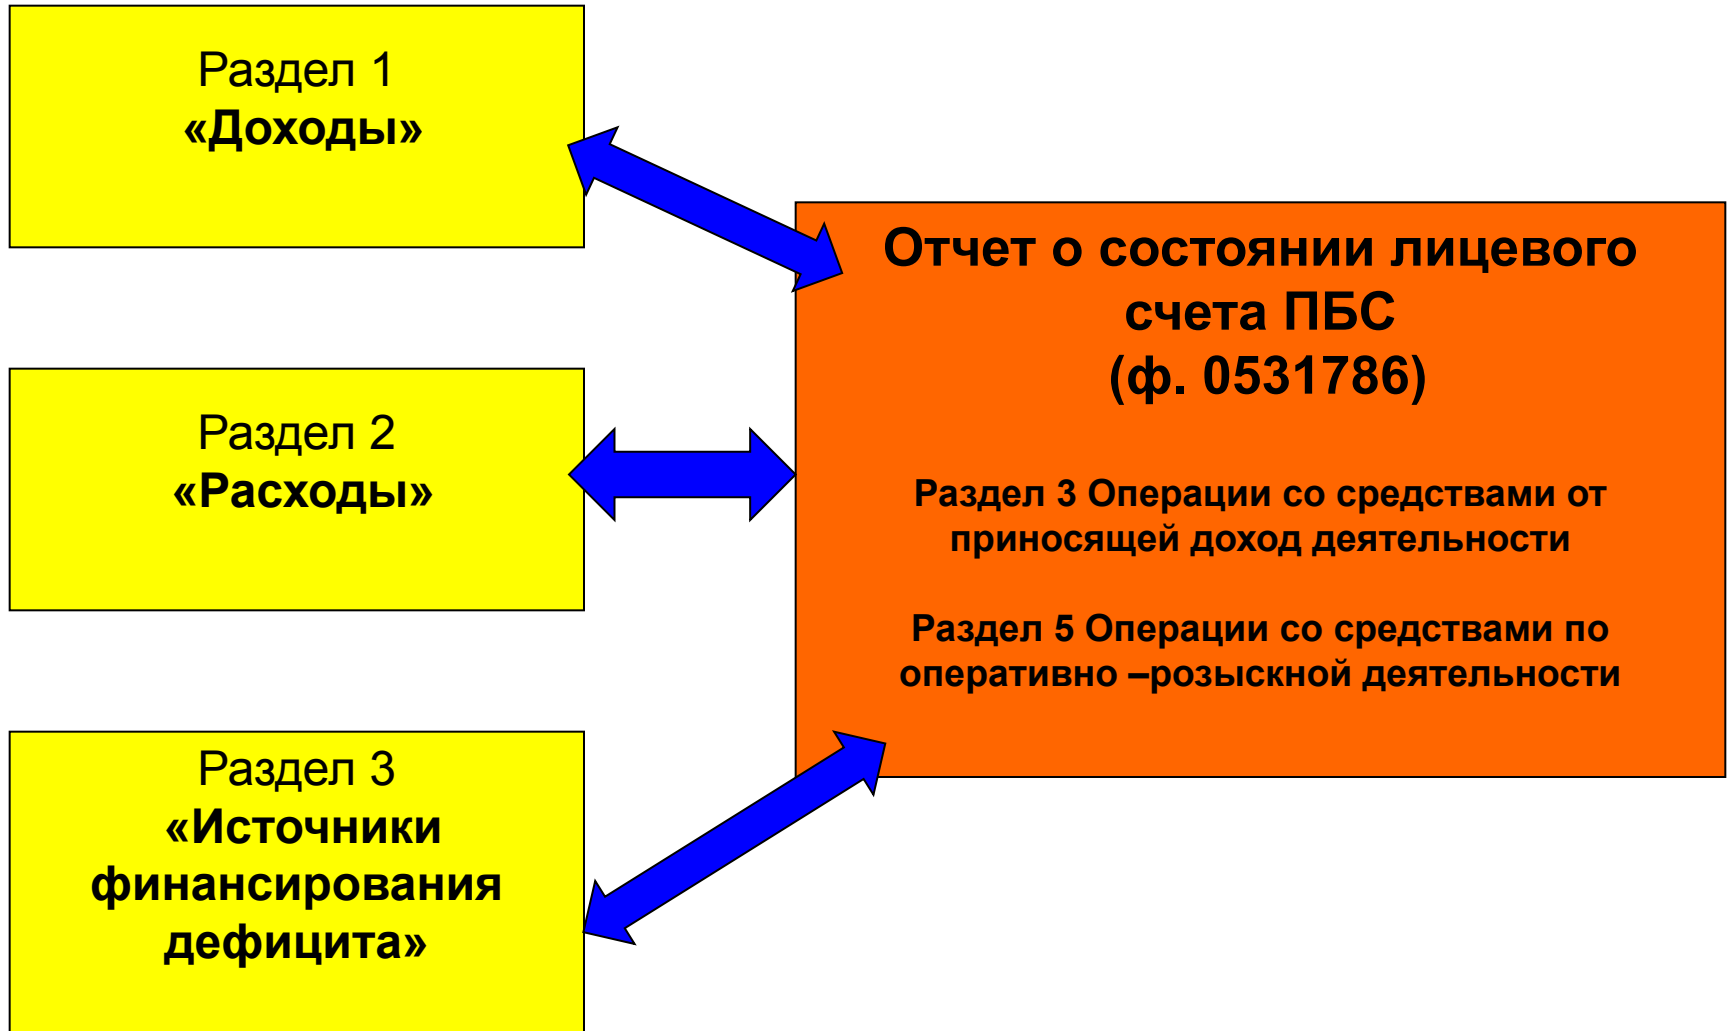 Раздел 1
«Доходы»
Раздел 2
«Расходы»
Раздел 3
«Источники
финансирования
дефицита»
Отчет о состоянии лицевого
счета ПБС
(ф. 0531786)
Раздел 3 Операции со средствами от
приносящей доход деятельности
Раздел 5 Операции со средствами по
оперативно –розыскной деятельности